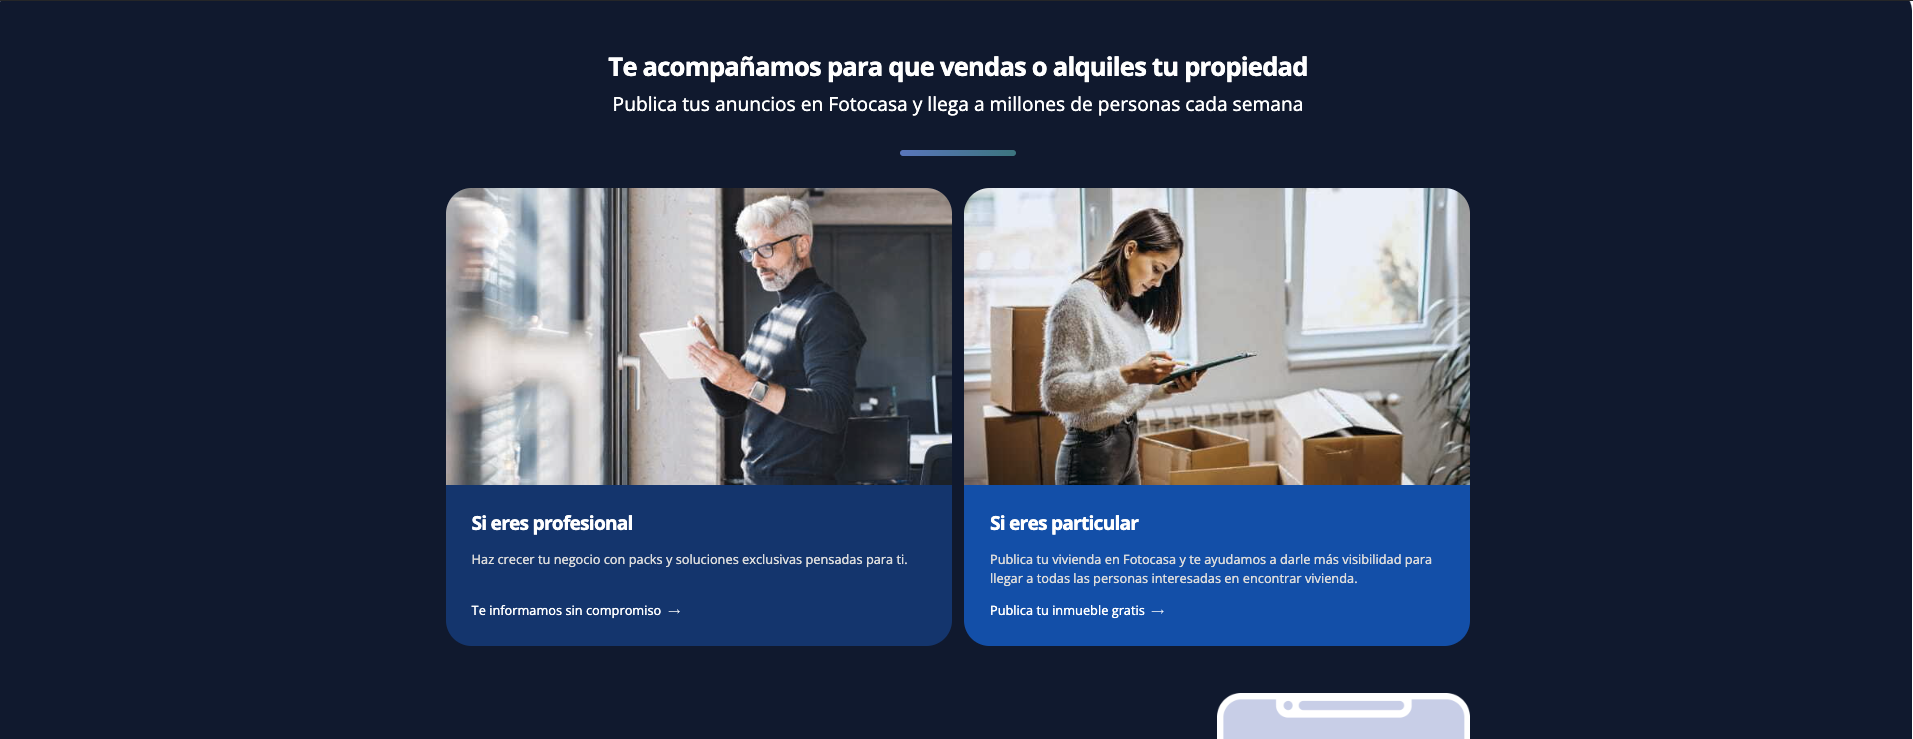 Te acompañamos para que vendas o alquiles tu propiedad
Publica tus anuncios en Fotocasa y llega a millones de personas cada semana
Si eres profesional
Haz crecer tu negocio con packs y soluciones exclusivas pensadas para ti.
Te informamos sin compromiso →
Si eres particular
Publica tu vivienda en Fotocasa y te ayudamos a darle más visibilidad para
llegar a todas las personas interesadas en encontrar vivienda.
Publica tu inmueble gratis →